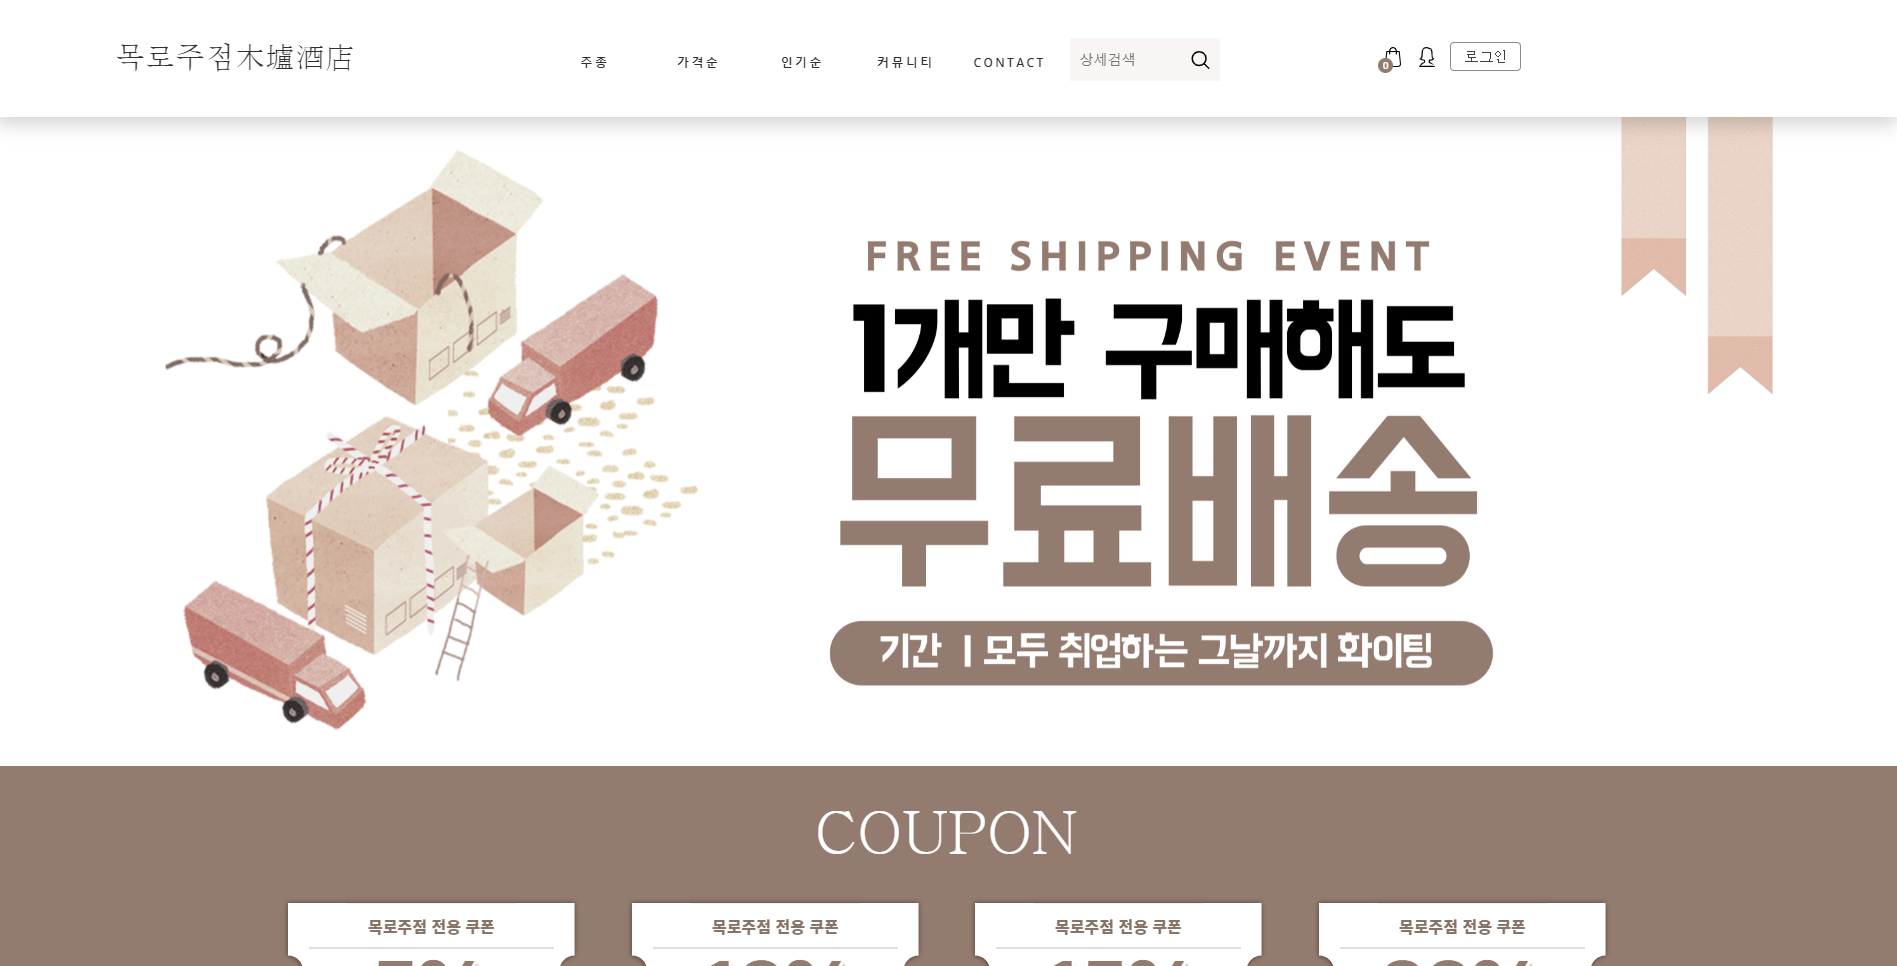 목로주점木壚酒店
주종 가격순 인기순 커뮤니티 CONTACT 상세검색 0 로그인
FREE SHIPPING EVENT
1개만 구매해도
무료배송
기간 ㅣ모두 취업하는 그날까지 화이팅
COUPON
목로주점 전용 쿠폰 목로주점 전용 쿠폰 목로주점 전용 쿠폰 목로주점 전용 쿠폰